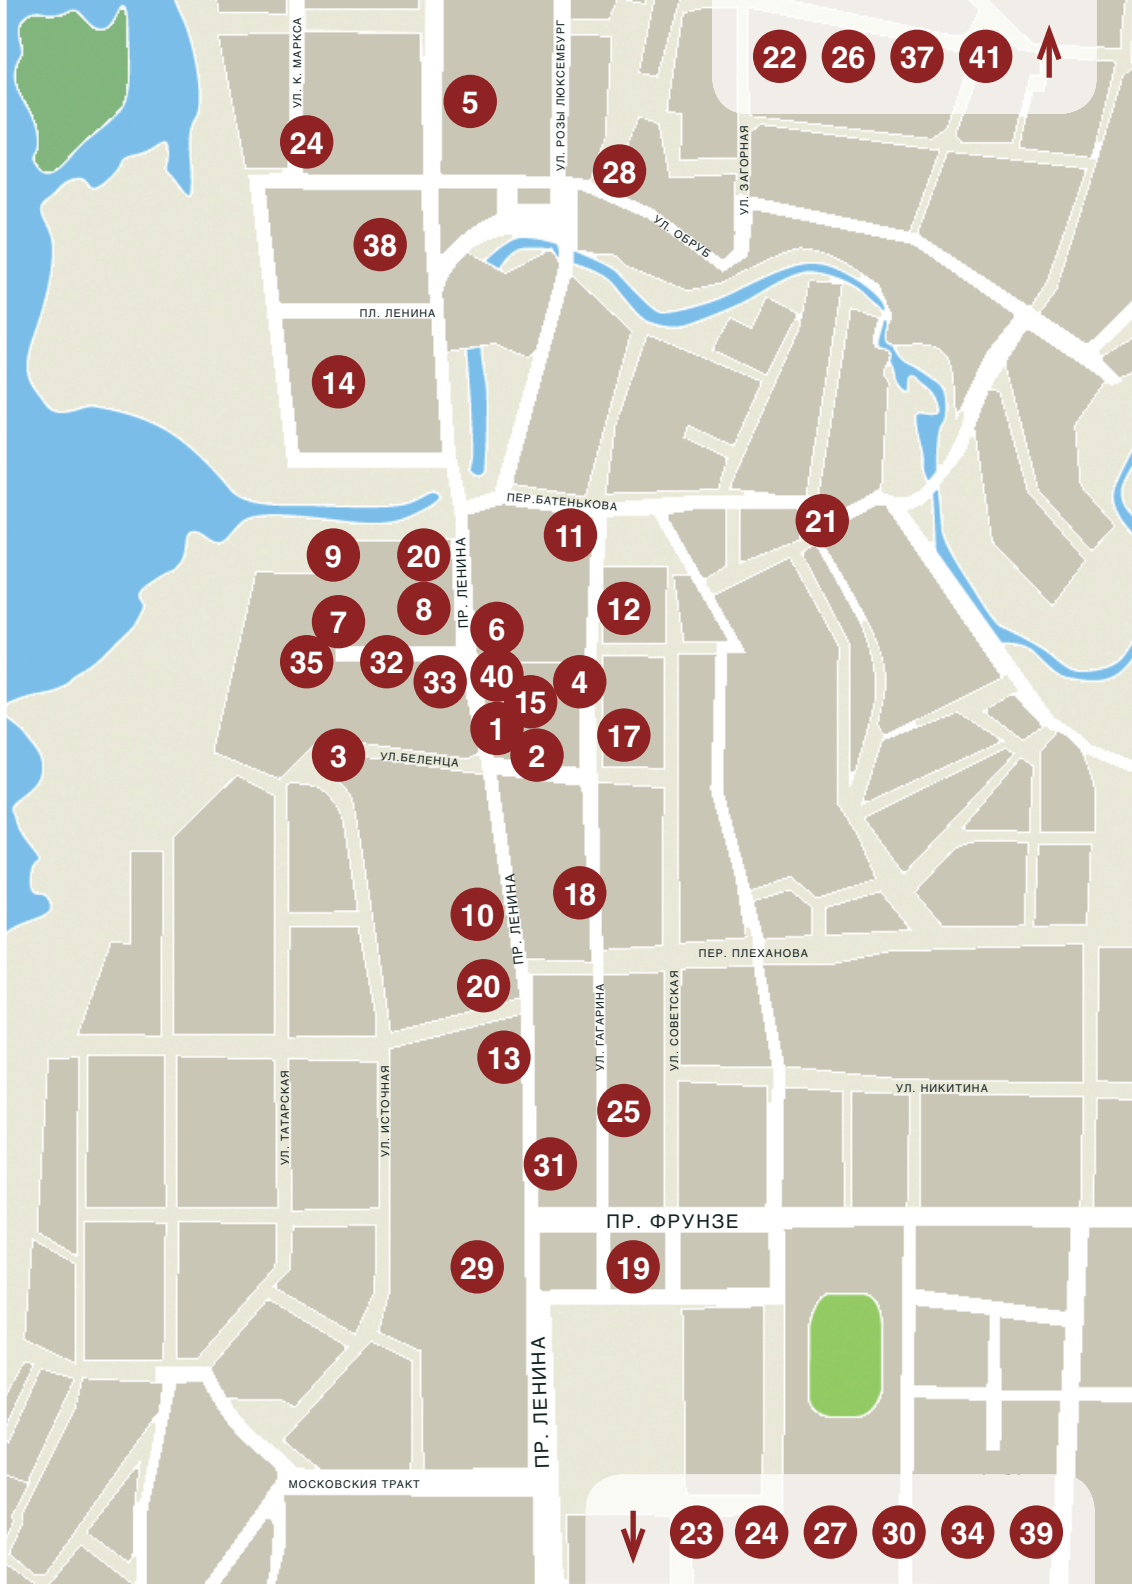 УЛ. К. МАРКСА
УЛ. РОЗЫ ЛЮКСЕМБУРГ
22 26 37 41
5
24
28
УЛ. ЗАГОРНАЯ
УЛ. ОБРУБ
38
ПЛ. ЛЕНИНА
14
ПЕР.БАТЕНЬКОВА
21
11
9
20
ПР. ЛЕНИНА
8
12
7
6
35
32
33
40
4
15
1
17
3
УЛ.БЕЛЕНЦА
2
18
10
ПР. ЛЕНИНА
ПЕР. ПЛЕХАНОВА
20
УЛ. ГАГАРИНА
УЛ. СОВЕТСКАЯ
13
УЛ. НИКИТИНА
УЛ. ТАТАРСКАЯ
УЛ. ИСТОЧНАЯ
25
31
ПР. ФРУНЗЕ
29
19
ПР. ЛЕНИНА
МОСКОВСКИЯ ТРАКТ
23 24 27 30 34 39